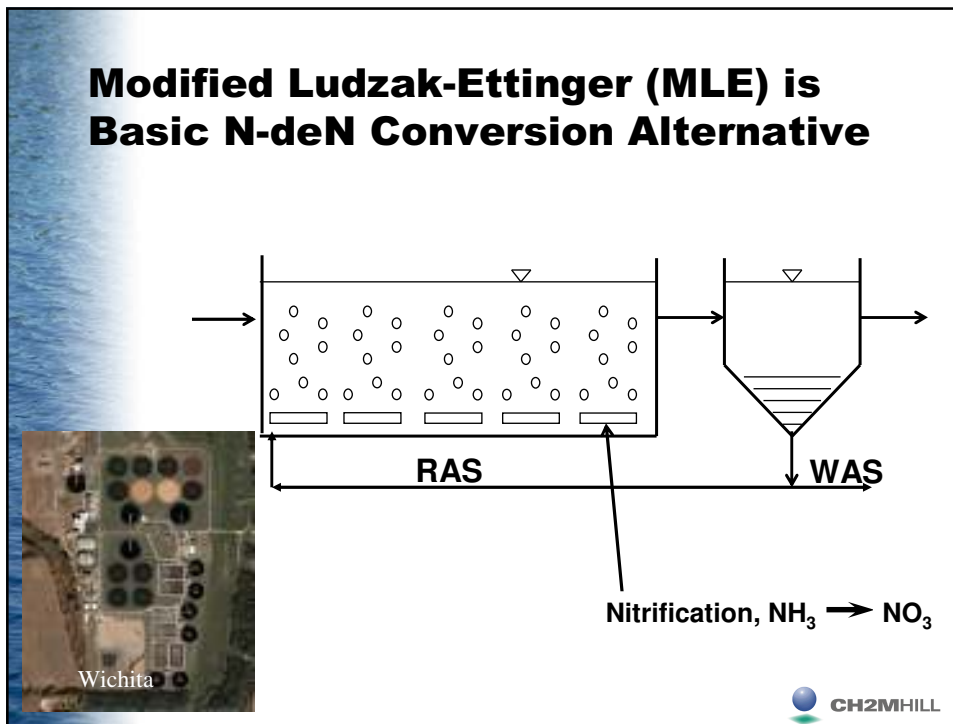 Modified Ludzak-Ettinger (MLE) is
Basic N-deN Conversion Alternative
RAS
WAS
Nitrification, NH₃ → NO₃
Wichita
CH2MHILL